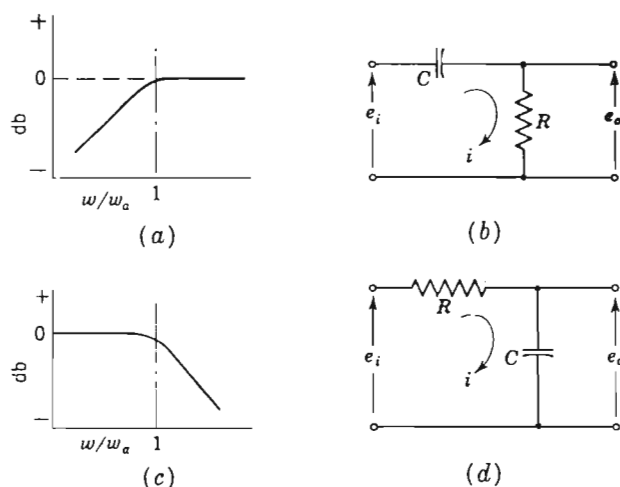 +
0
db
—
w/w_a
1
(a)
C
e_i
R
e_o
i
(b)
+
0
db
—
w/w_a
1
(c)
R
e_i
C
e_o
i
(d)